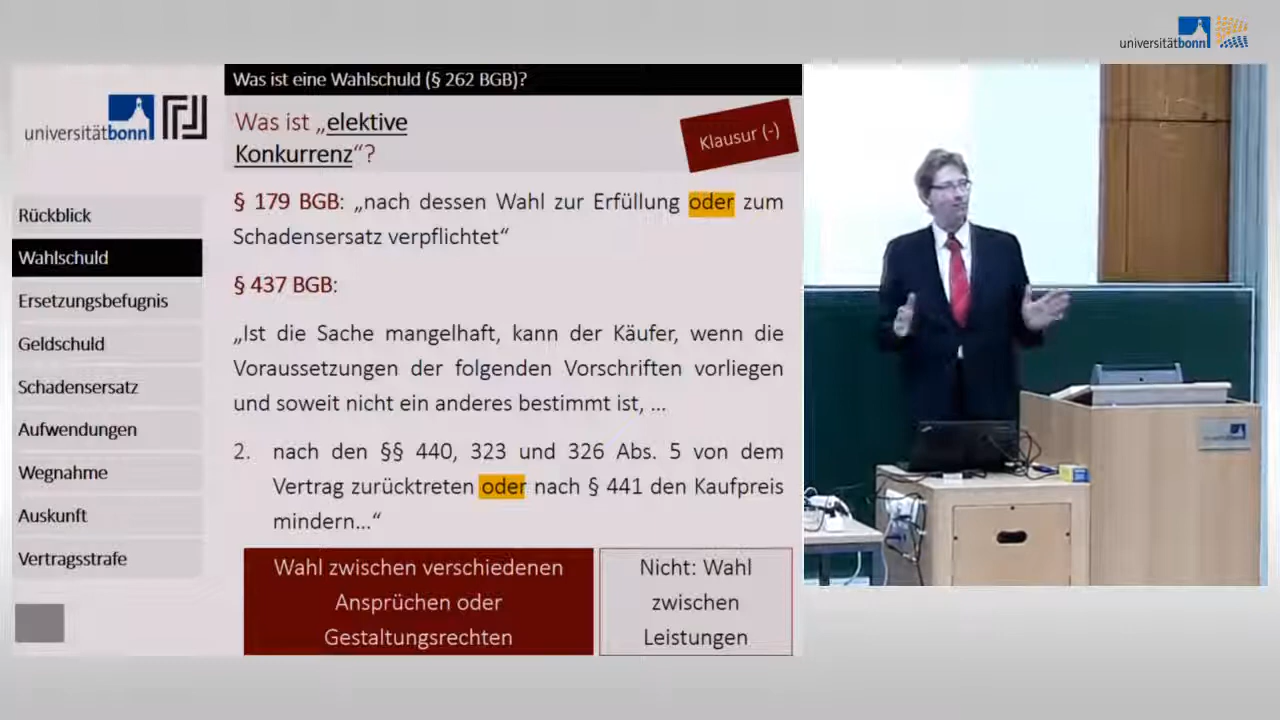 universitätbonn
Was ist eine Wahlschuld (§ 262 BGB)?
universitätbonn
Rückblick
Wahlschuld
Ersetzungsbefugnis
Geldschuld
Schadensersatz
Aufwendungen
Wegnahme
Auskunft
Vertragsstrafe
Was ist „elektive
Konkurrenz“?
Klausur (-)
§ 179 BGB: „nach dessen Wahl zur Erfüllung oder zum
Schadensersatz verpflichtet“
§ 437 BGB:
„Ist die Sache mangelhaft, kann der Käufer, wenn die
Voraussetzungen der folgenden Vorschriften vorliegen
und soweit nicht ein anderes bestimmt ist, …
2. nach den §§ 440, 323 und 326 Abs. 5 von dem
Vertrag zurücktreten oder nach § 441 den Kaufpreis
mindern…“
Wahl zwischen verschiedenen
Ansprüchen oder
Gestaltungsrechten
Nicht: Wahl
zwischen
Leistungen